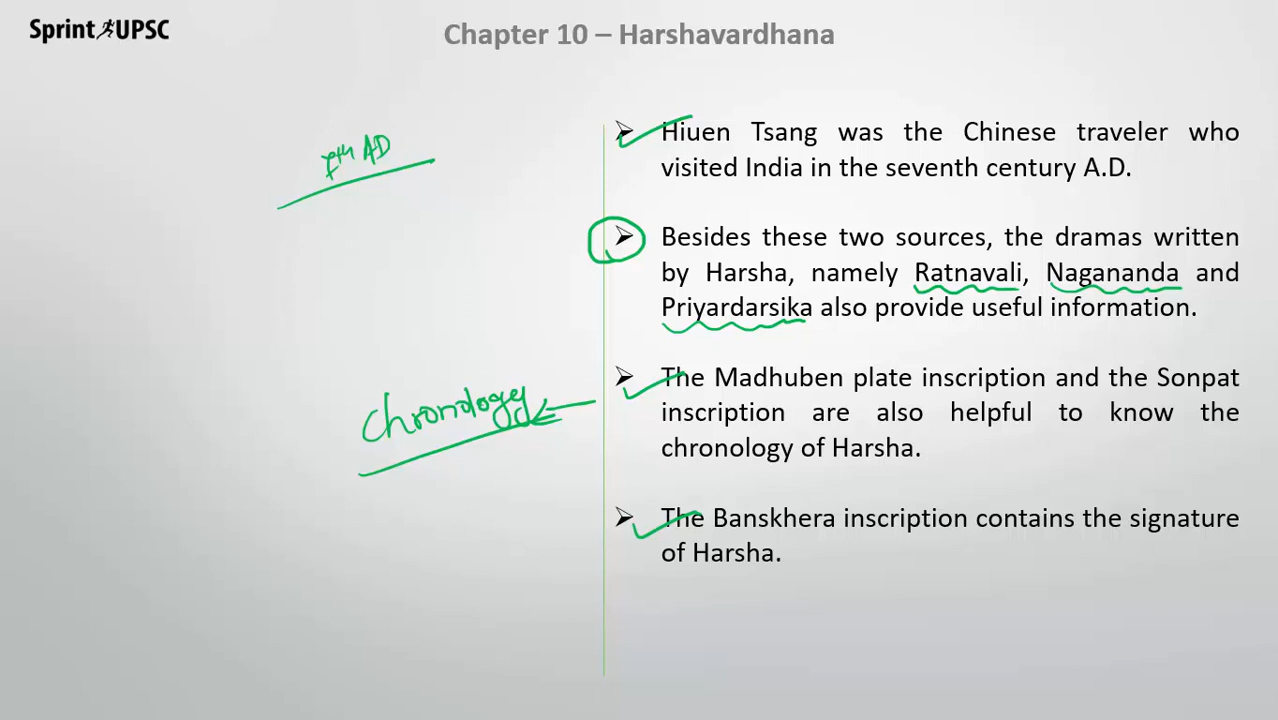 Sprint UPSC
Chapter 10 – Harshavardhana
7th AD
Hiuen Tsang was the Chinese traveler who
visited India in the seventh century A.D.
Besides these two sources, the dramas written
by Harsha, namely Ratnavali, Nagananda and
Priyardarsika also provide useful information.
The Madhuben plate inscription and the Sonpat
inscription are also helpful to know the
chronology of Harsha.
Chronology
The Banskhera inscription contains the signature
of Harsha.